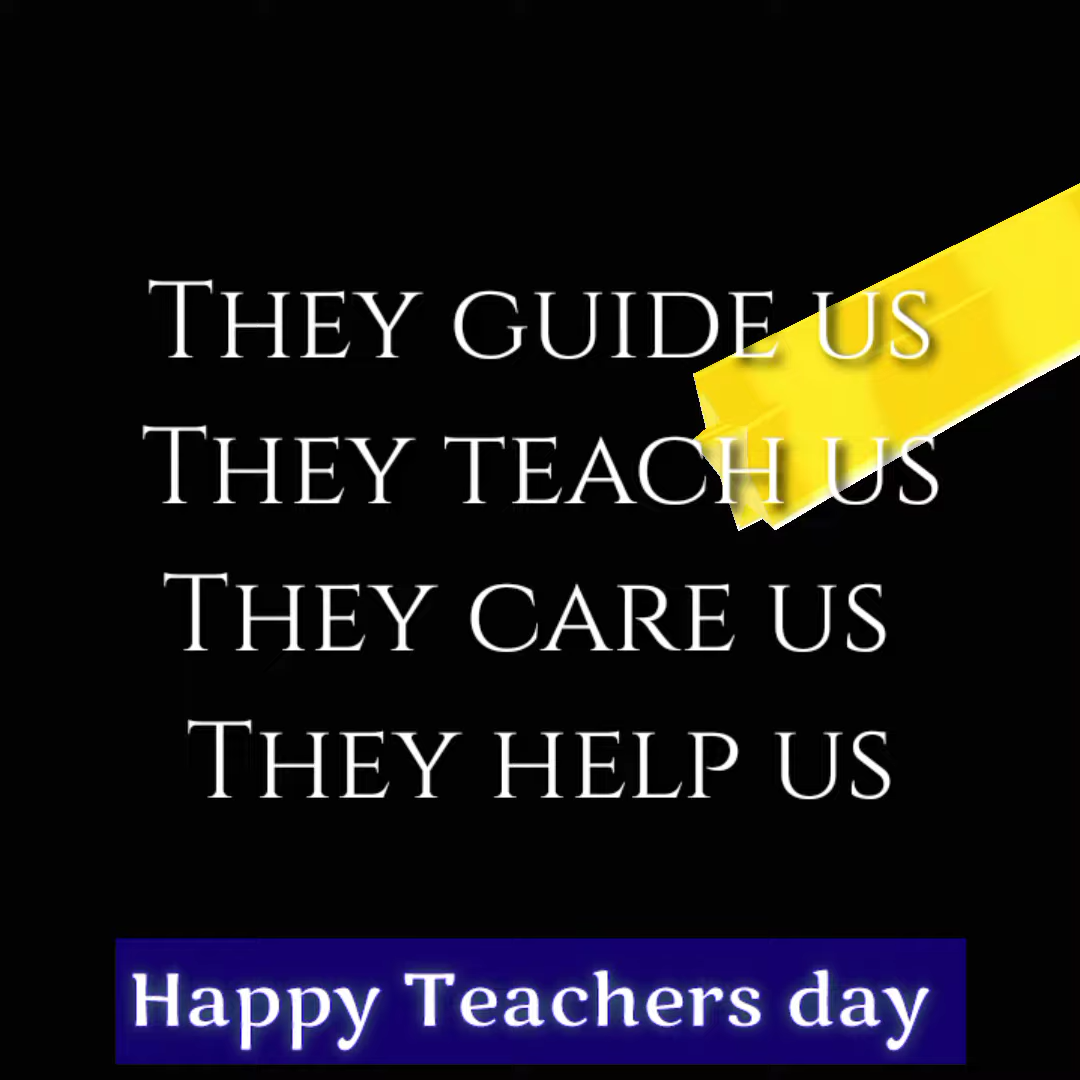 They guide us
They teach us
They care us
They help us
Happy Teachers day